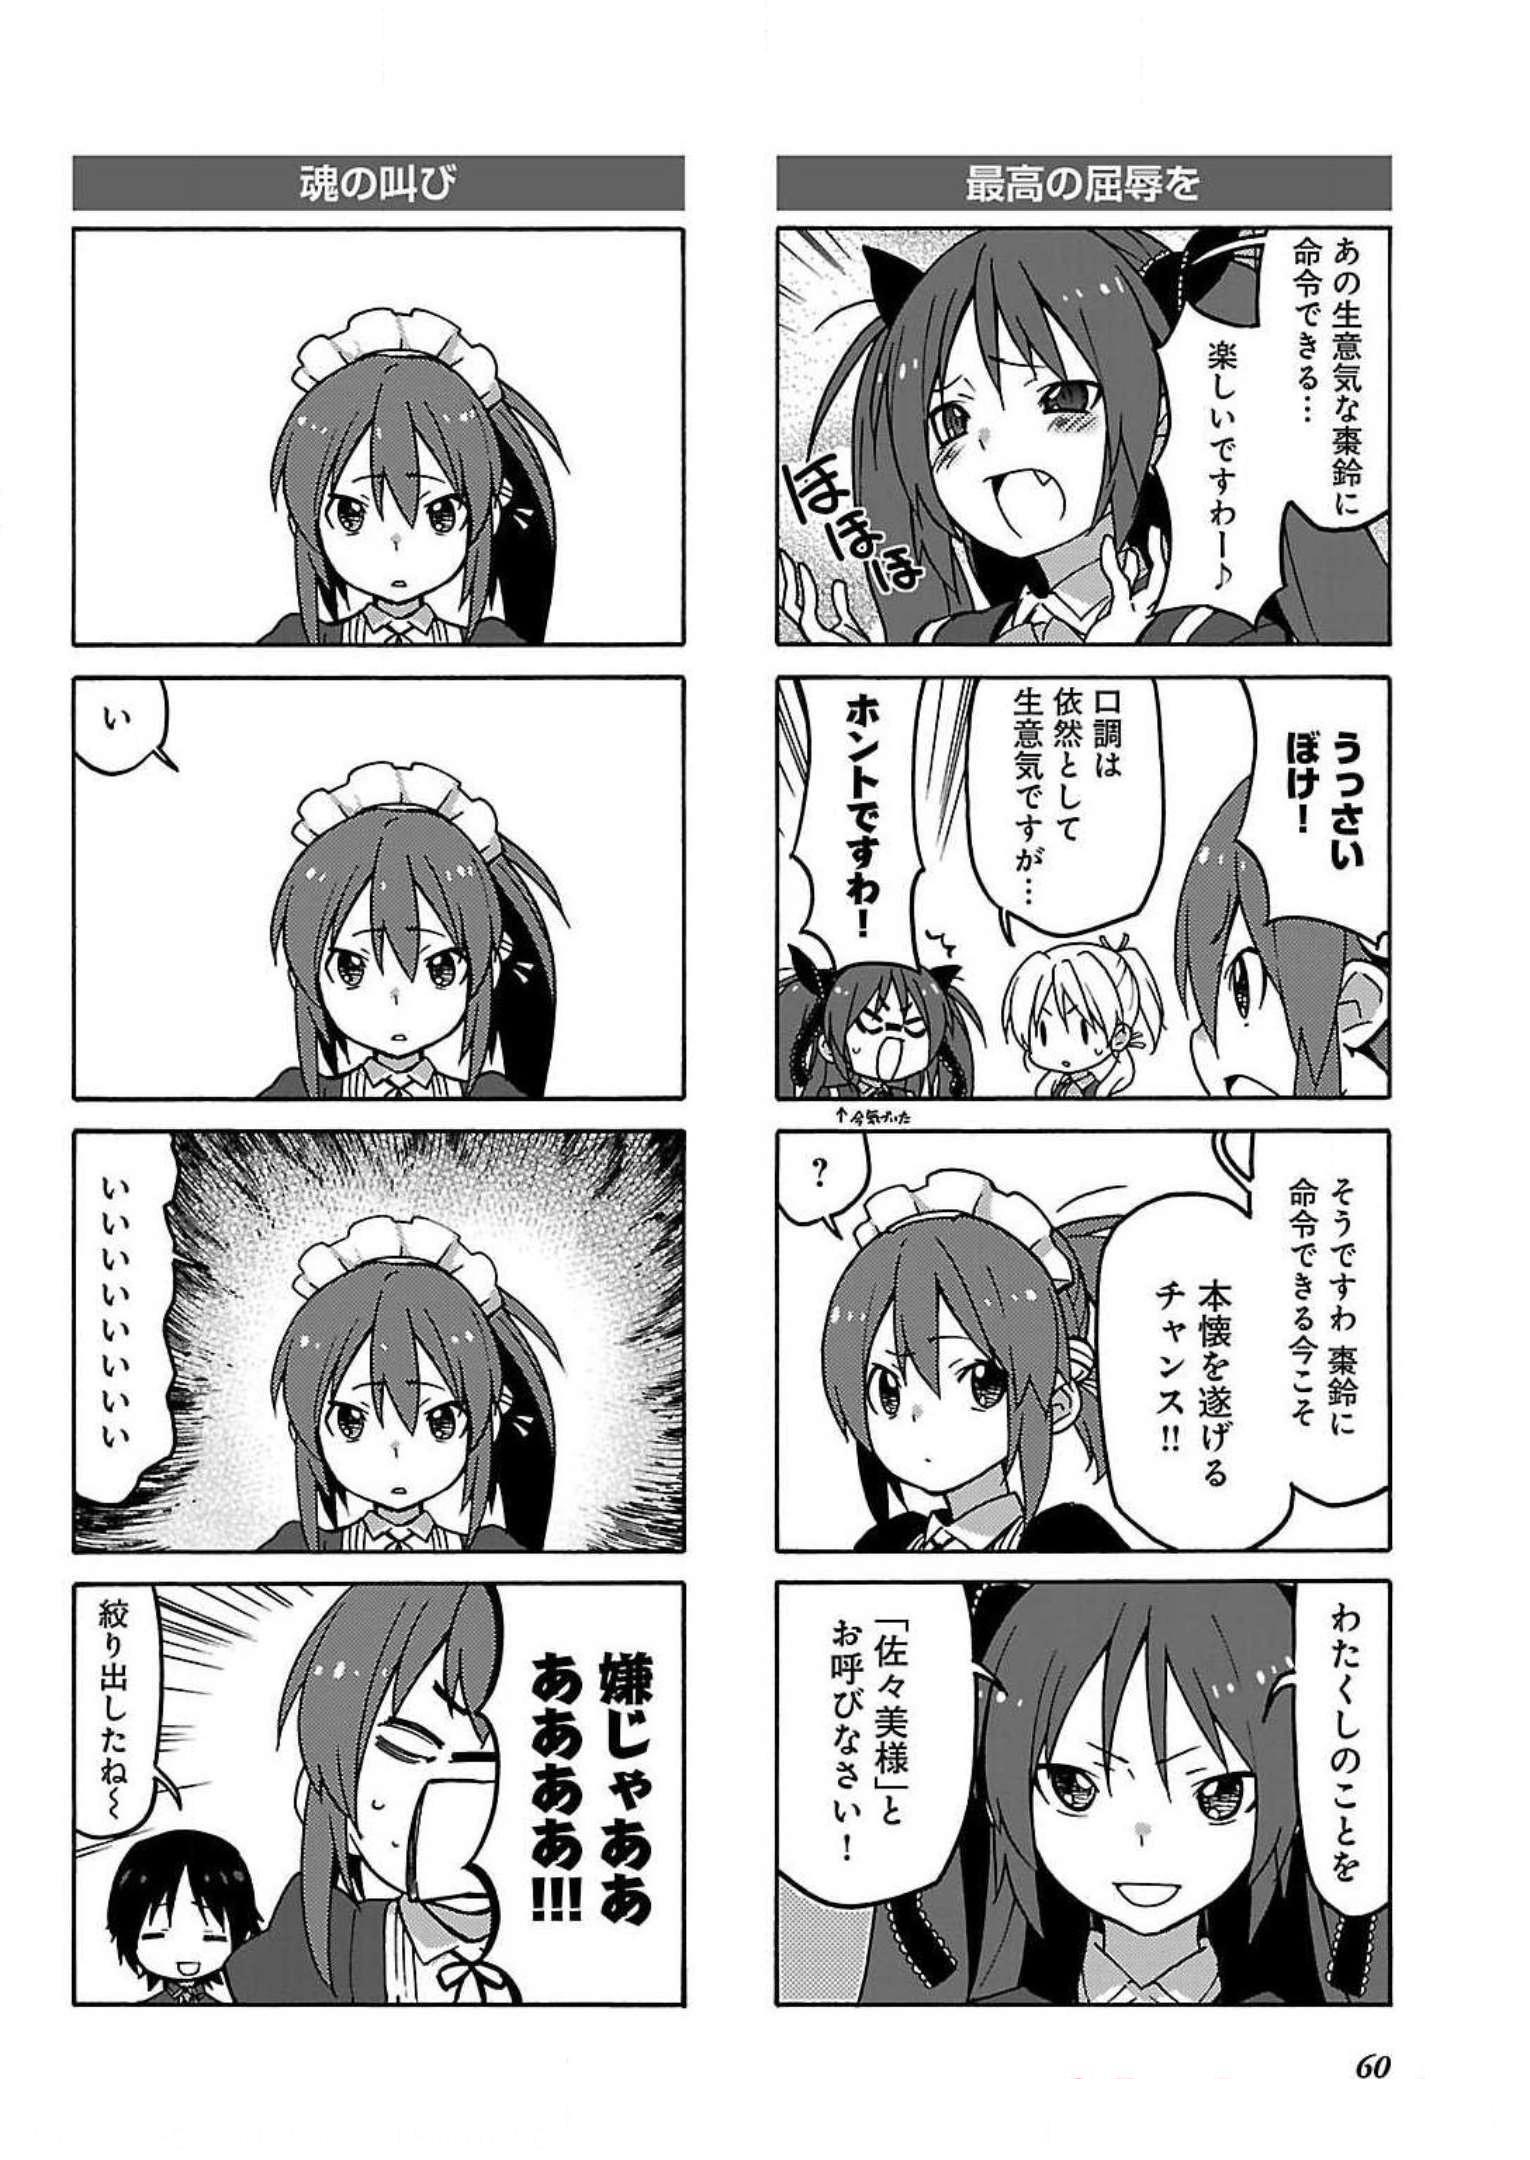 最高の屈辱を
あの生意気な棗鈴に
命令できる…
楽しいですわー♪
ほほほ
うっさい
ぼけ！
口調は
依然として
生意気ですが…
ホントですわ！
↑今気づいた
そうですわ 棗鈴に
命令できる今こそ
本懐を遂げる
チャンス!!
？
わたくしのことを
「佐々美様」と
お呼びなさい！
魂の叫び
い
いいいいいいいい
嫌じゃああ
ああああ!!!
絞り出したね〜
60